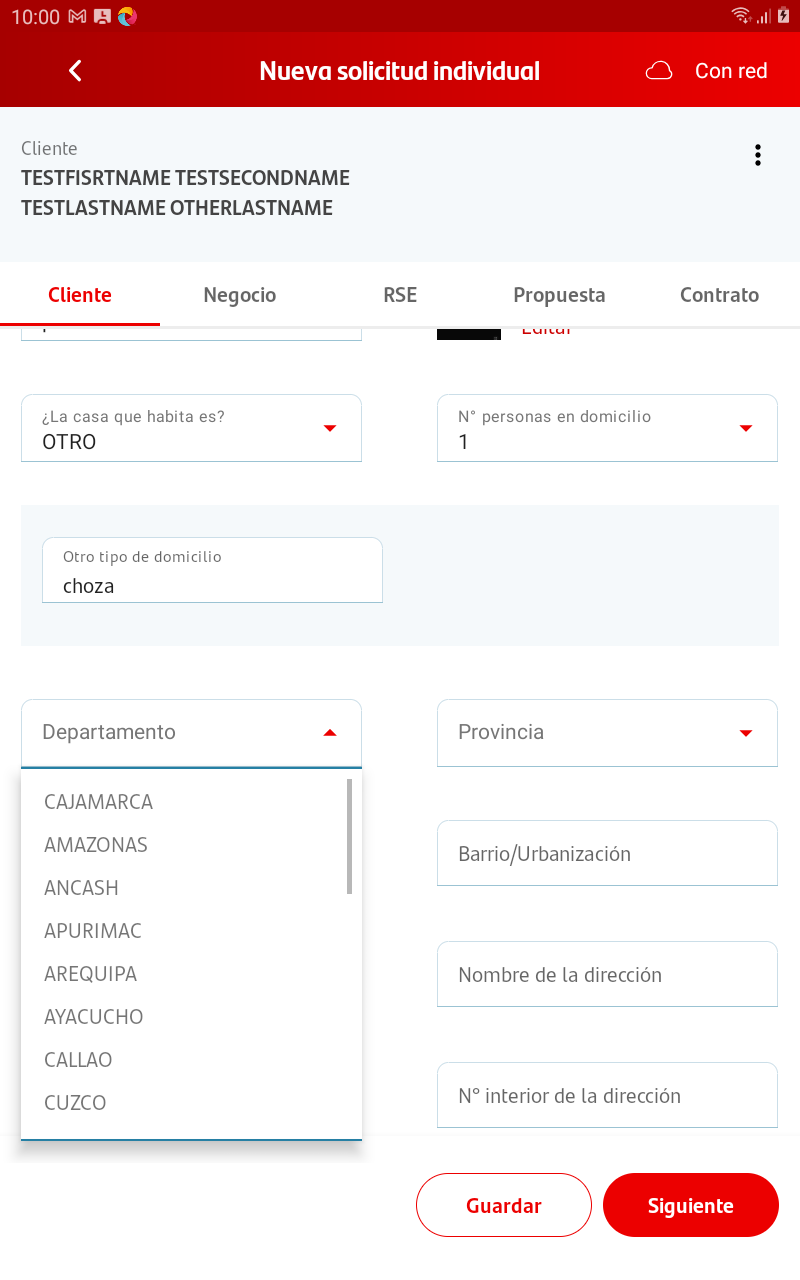 10:00
Nueva solicitud individual
Con red
Cliente
TESTFISRTNAME TESTSECONDNAME
TESTLASTNAME OTHERLASTNAME
Cliente
Negocio
RSE
Propuesta
Contrato
Editar
¿La casa que habita es?
OTRO
N° personas en domicilio
1
Otro tipo de domicilio
choza
Departamento
Provincia
CAJAMARCA
AMAZONAS
ANCASH
APURIMAC
AREQUIPA
AYACUCHO
CALLAO
CUZCO
Barrio/Urbanización
Nombre de la dirección
N° interior de la dirección
Guardar
Siguiente